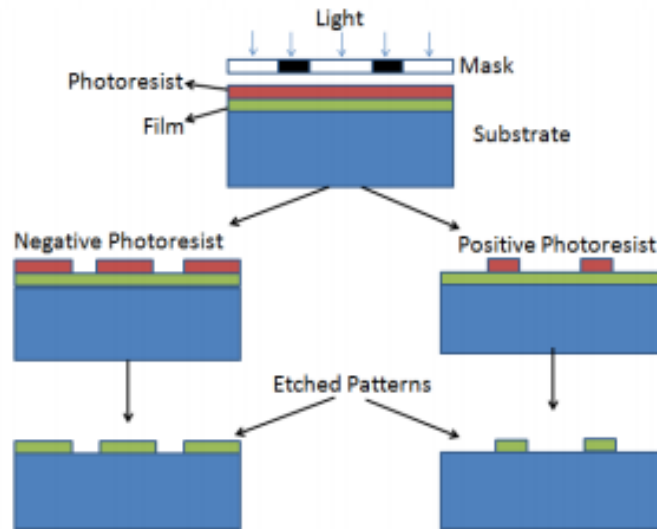 Light
Mask
Photoresist
Film
Substrate
Negative Photoresist
Positive Photoresist
Etched Patterns